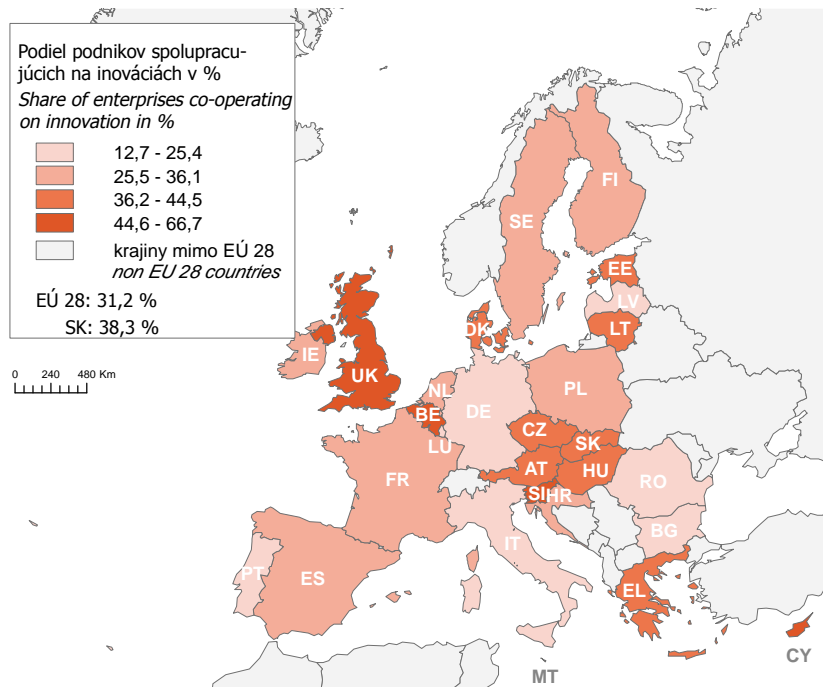 Podiel podnikov spolupracu-
júcich na inováciách v %
Share of enterprises co-operating
on innovation in %
12,7 - 25,4
25,5 - 36,1
36,2 - 44,5
44,6 - 66,7
krajiny mimo EÚ 28
non EU 28 countries
EÚ 28: 31,2 %
SK: 38,3 %
0 240 480 Km
FI
SE
EE
LV
DK
LT
IE
UK
NL
PL
BE
DE
LU
CZ
SK
AT
HU
FR
SI
HR
RO
IT
BG
PT
ES
EL
CY
MT